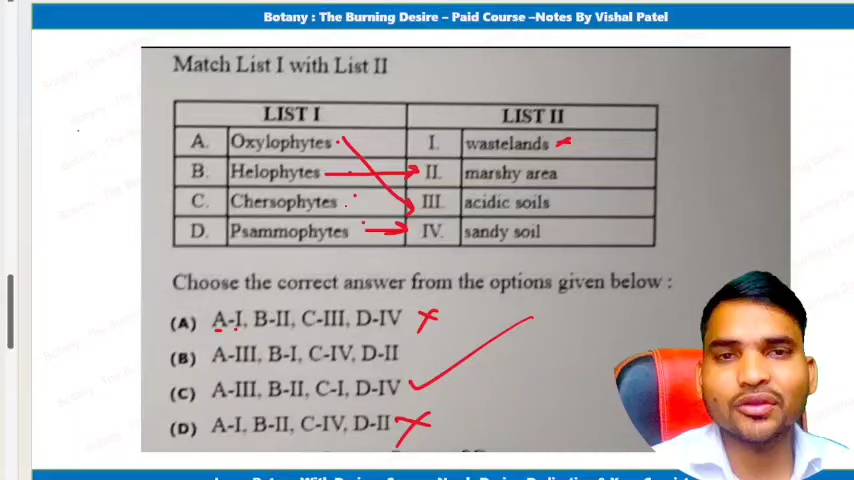 Botany : The Burning Desire – Paid Course –Notes By Vishal Patel
Match List I with List II
LIST I LIST II
A. Oxylophytes I. wastelands
B. Helophytes II. marshy area
C. Chersophytes III. acidic soils
D. Psammophytes IV. sandy soil
Choose the correct answer from the options given below :
(A) A-I, B-II, C-III, D-IV
(B) A-III, B-I, C-IV, D-II
(C) A-III, B-II, C-I, D-IV
(D) A-I, B-II, C-IV, D-II